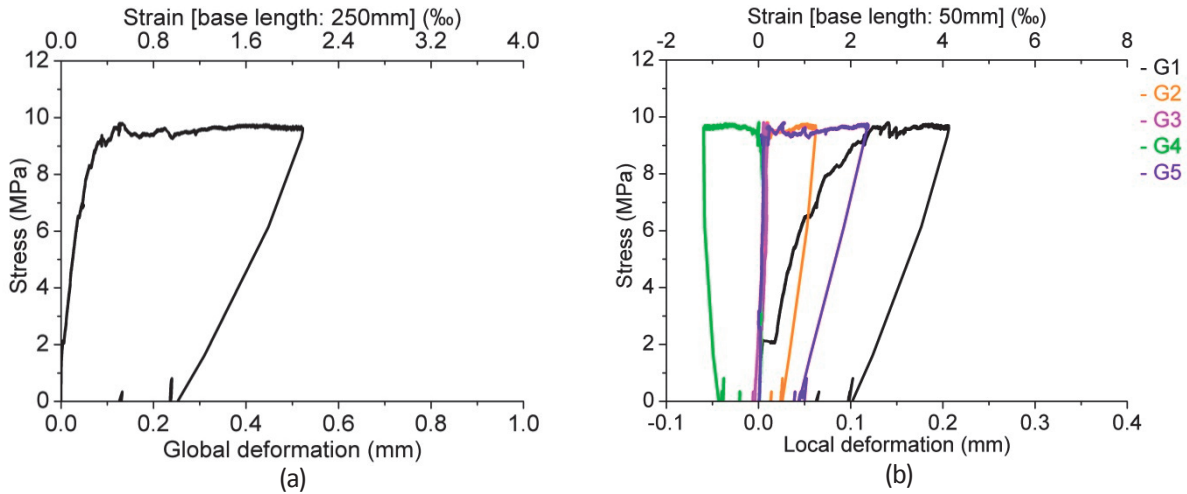 Strain [base length: 250mm] (‰)
0.0 0.8 1.6 2.4 3.2 4.0
12
10
8
6
4
2
0
Stress (MPa)
0.0 0.2 0.4 0.6 0.8 1.0
Global deformation (mm)
(a)
Strain [base length: 50mm] (‰)
-2 0 2 4 6 8
12
10
8
6
4
2
0
Stress (MPa)
-0.1 0.0 0.1 0.2 0.3 0.4
Local deformation (mm)
(b)
- G1
- G2
- G3
- G4
- G5